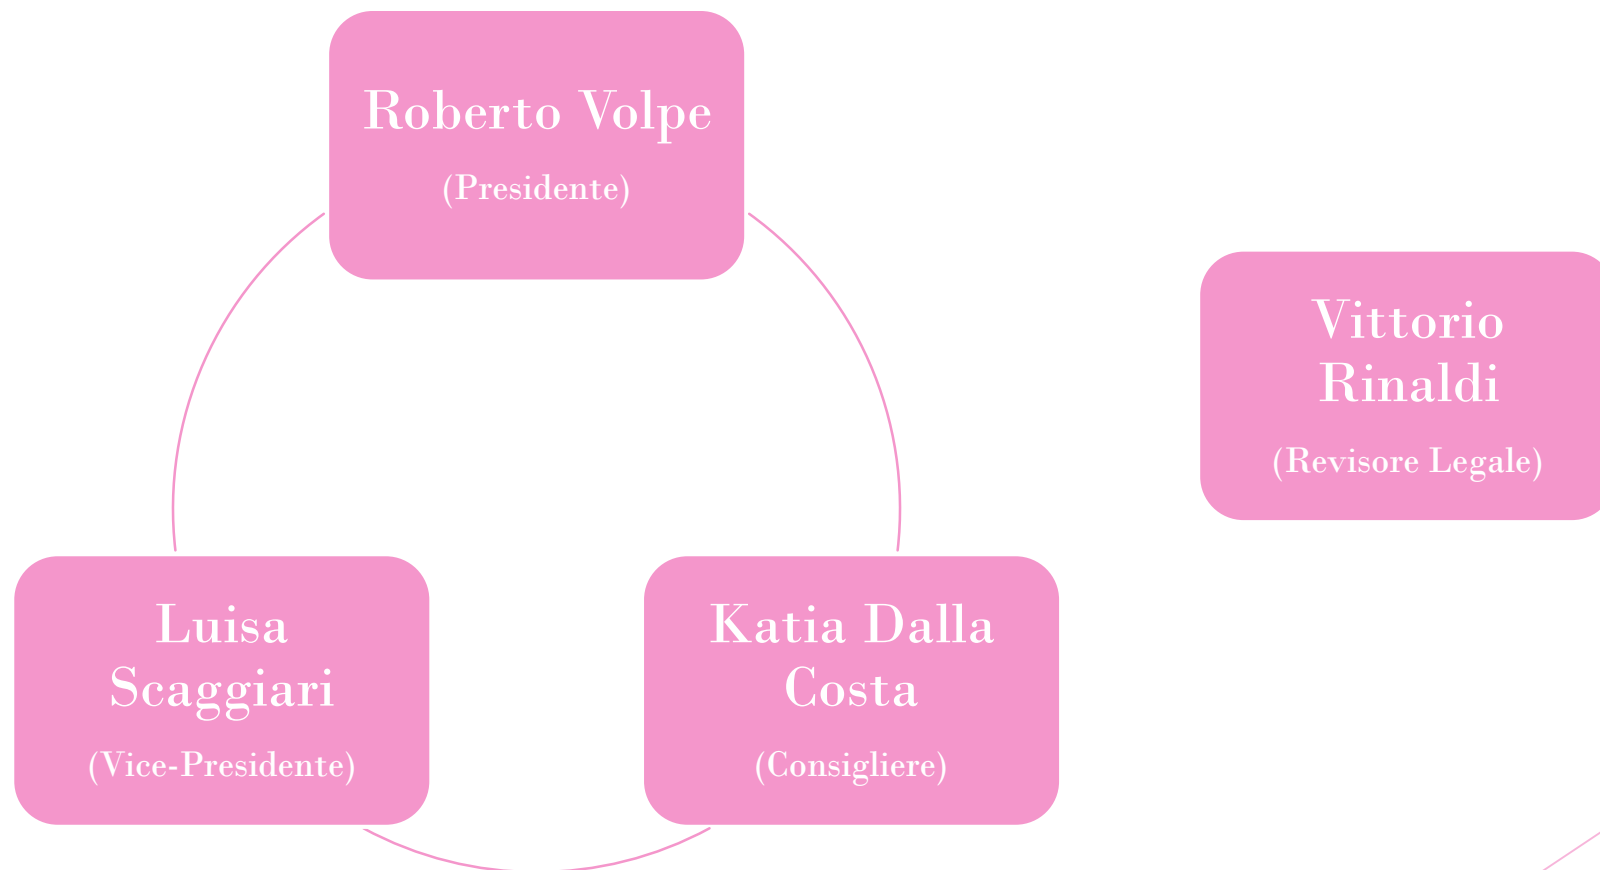 Roberto Volpe
(Presidente)
Vittorio
Rinaldi
(Revisore Legale)
Luisa
Scaggiari
(Vice-Presidente)
Katia Dalla
Costa
(Consigliere)